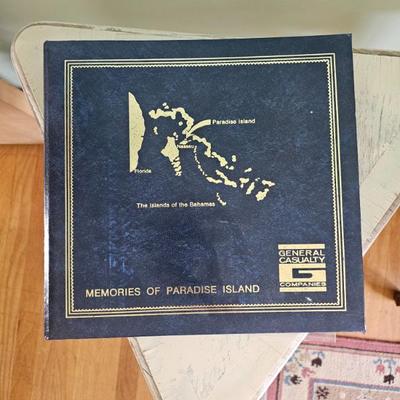 Paradise Island
Nassau
Florida
The Islands of the Bahamas
GENERAL
CASUALTY
G
COMPANIES
MEMORIES OF PARADISE ISLAND